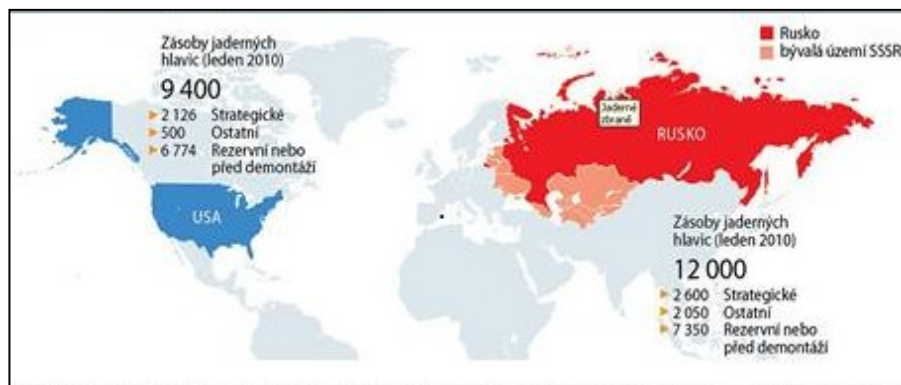 Zásoby jaderných
hlavic (leden 2010)
9 400
2 126 Strategické
500 Ostatní
6 774 Rezervní nebo
před demontáží
USA
Rusko
bývalá území SSSR
Jaderné
zbraně
RUSKO
Zásoby jaderných
hlavic (leden 2010)
12 000
2 600 Strategické
2 050 Ostatní
7 350 Rezervní nebo
před demontáží